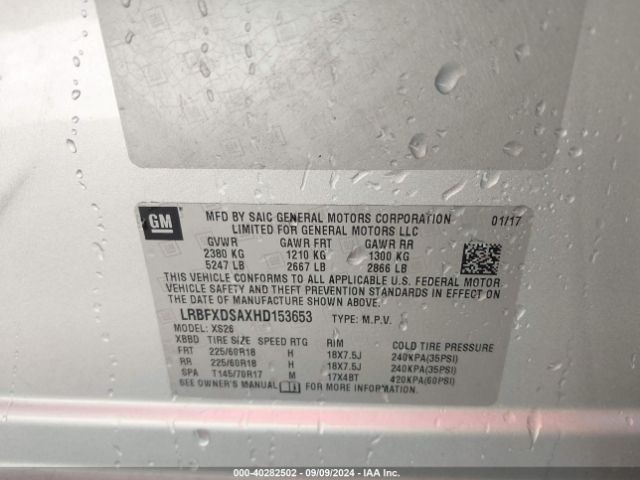 GM
MFD BY SAIC GENERAL MOTORS CORPORATION 01/17
LIMITED FOR GENERAL MOTORS LLC
GVWR GAWR FRT GAWR RR
2380 KG 1210 KG 1300 KG
5247 LB 2667 LB 2866 LB
THIS VEHICLE CONFORMS TO ALL APPLICABLE U.S. FEDERAL MOTOR
VEHICLE SAFETY AND THEFT PREVENTION STANDARDS IN EFFECT ON
THE DATE OF MANUFACTURE SHOWN ABOVE.
LRBFXDSAXHD153653 TYPE: M.P.V.
MODEL: XS26
XBBD TIRE SIZE SPEED RTG RIM COLD TIRE PRESSURE
FRT 225/60R18 H 18X7.5J 240KPA(35PSI)
RR 225/60R18 H 18X7.5J 240KPA(35PSI)
SPA T145/70R17 M 17X4BT 420KPA(60PSI)
SEE OWNER'S MANUAL FOR MORE INFORMATION.
000-40282502 - 09/09/2024 - IAA Inc.